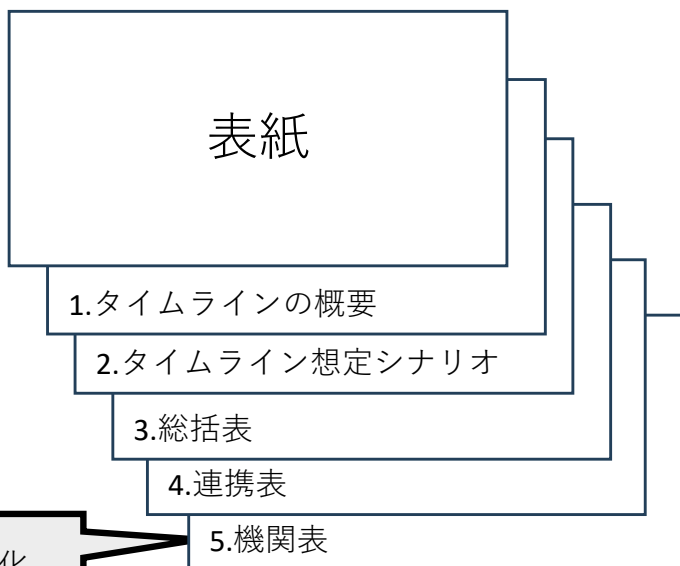 表紙
1.タイムラインの概要
2.タイムライン想定シナリオ
3.総括表
4.連携表
5.機関表
化